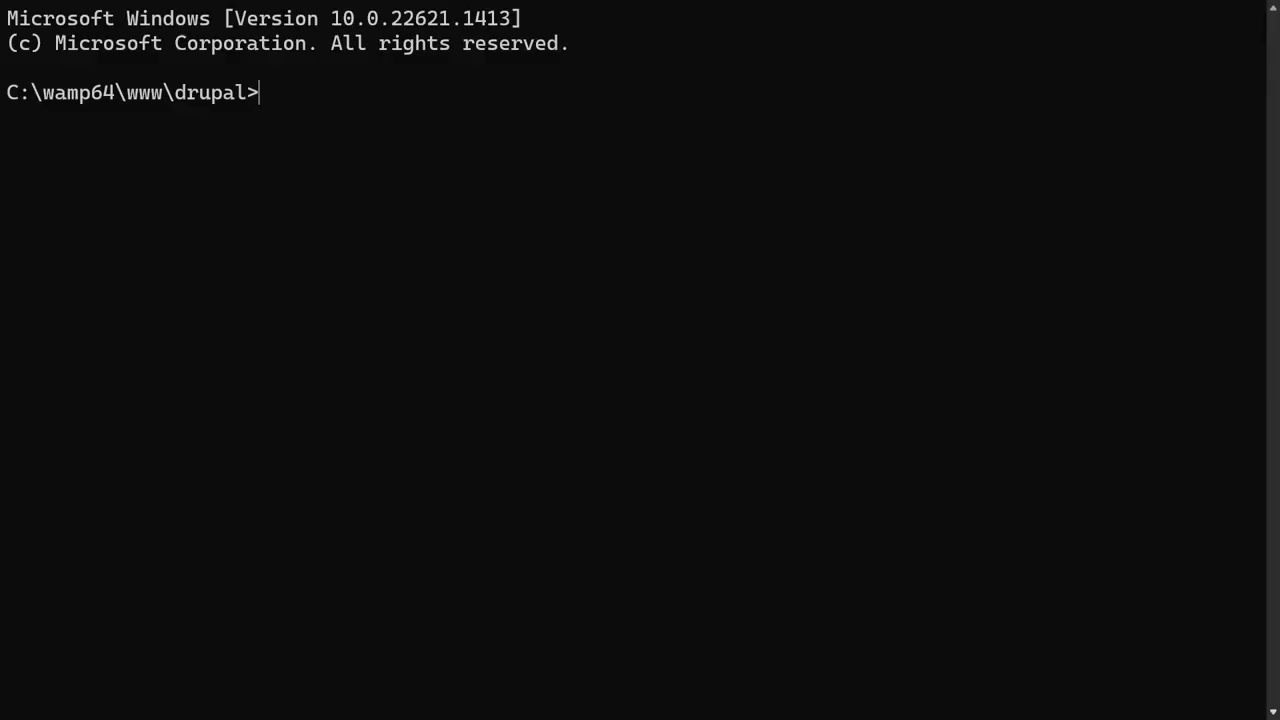 Microsoft Windows [Version 10.0.22621.1413]
(c) Microsoft Corporation. All rights reserved.
C:\wamp64\www\drupal>